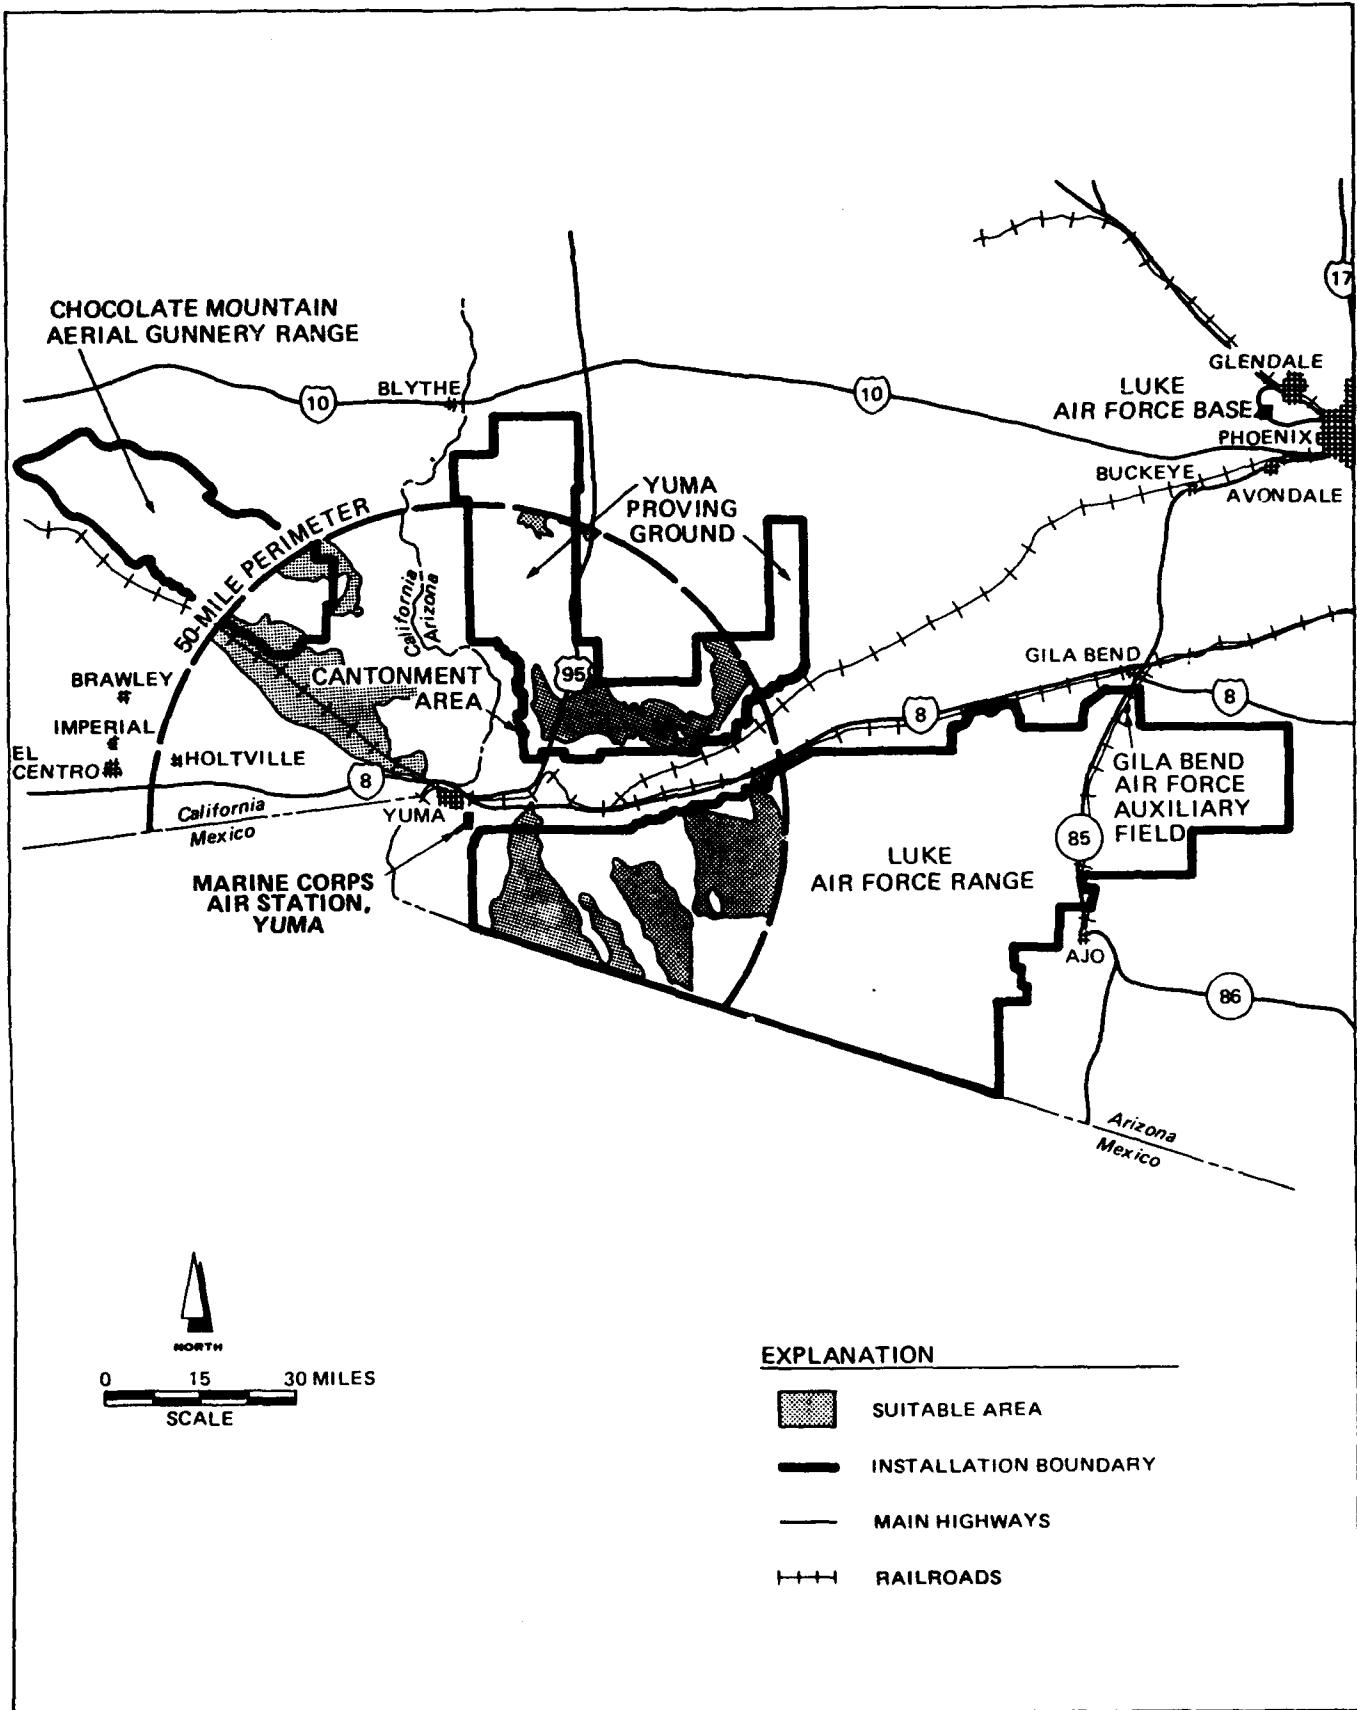 17
CHOCOLATE MOUNTAIN
AERIAL GUNNERY RANGE
GLENDALE
BLYTHE
10
10
LUKE
AIR FORCE BASE
PHOENIX
BUCKEYE
AVONDALE
YUMA
PROVING
GROUND
50-MILE PERIMETER
California
Arizona
GILA BEND
CANTONMENT
AREA
95
BRAWLEY
8
8
IMPERIAL
HOLTVILLE
EL
CENTRO
8
GILA BEND
AIR FORCE
AUXILIARY
FIELD
California
Mexico
YUMA
85
LUKE
AIR FORCE RANGE
MARINE CORPS
AIR STATION,
YUMA
AJO
86
Arizona
Mexico
NORTH
0 15 30 MILES
SCALE
EXPLANATION
SUITABLE AREA
INSTALLATION BOUNDARY
MAIN HIGHWAYS
RAILROADS